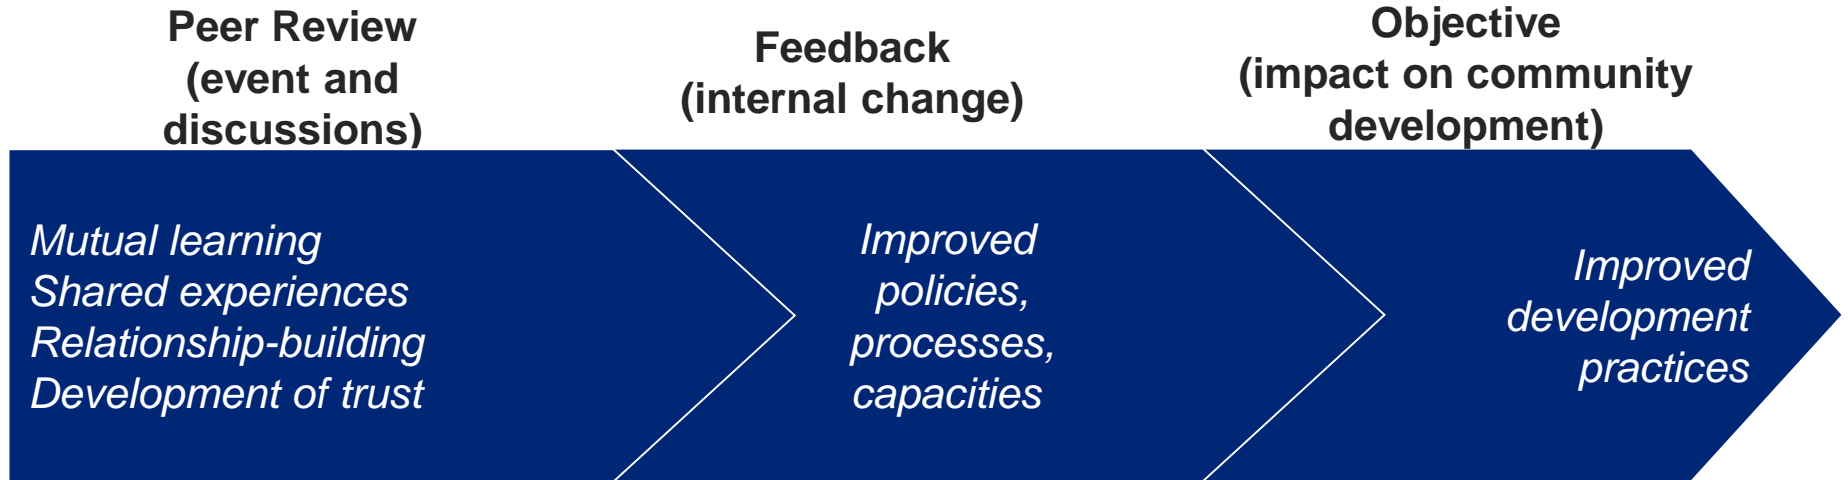 Peer Review
(event and
discussions)
Feedback
(internal change)
Objective
(impact on community
development)
Mutual learning
Shared experiences
Relationship-building
Development of trust
Improved
policies,
processes,
capacities
Improved
development
practices